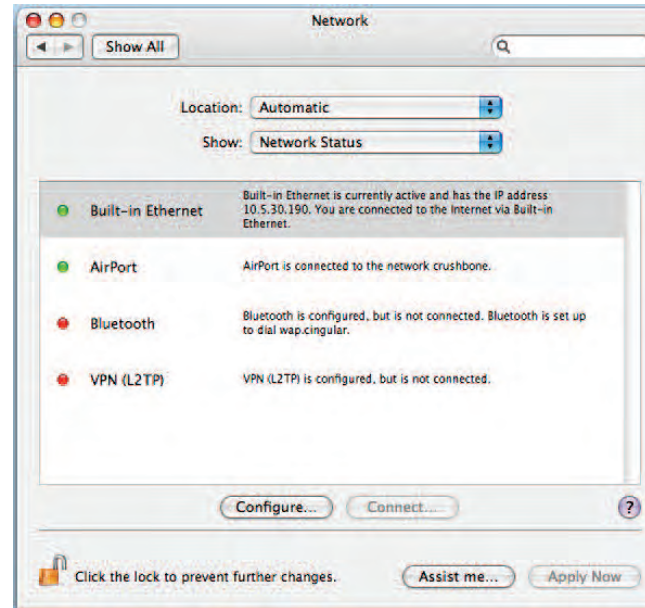 Network
Show All
Location: Automatic
Show: Network Status
Built-in Ethernet
Built-in Ethernet is currently active and has the IP address
10.5.30.190. You are connected to the Internet via Built-in
Ethernet.
AirPort
AirPort is connected to the network crushbone.
Bluetooth
Bluetooth is configured, but is not connected. Bluetooth is set up
to dial wap.cingular.
VPN (L2TP)
VPN (L2TP) is configured, but is not connected.
Configure... Connect... ?
Click the lock to prevent further changes. Assist me... Apply Now